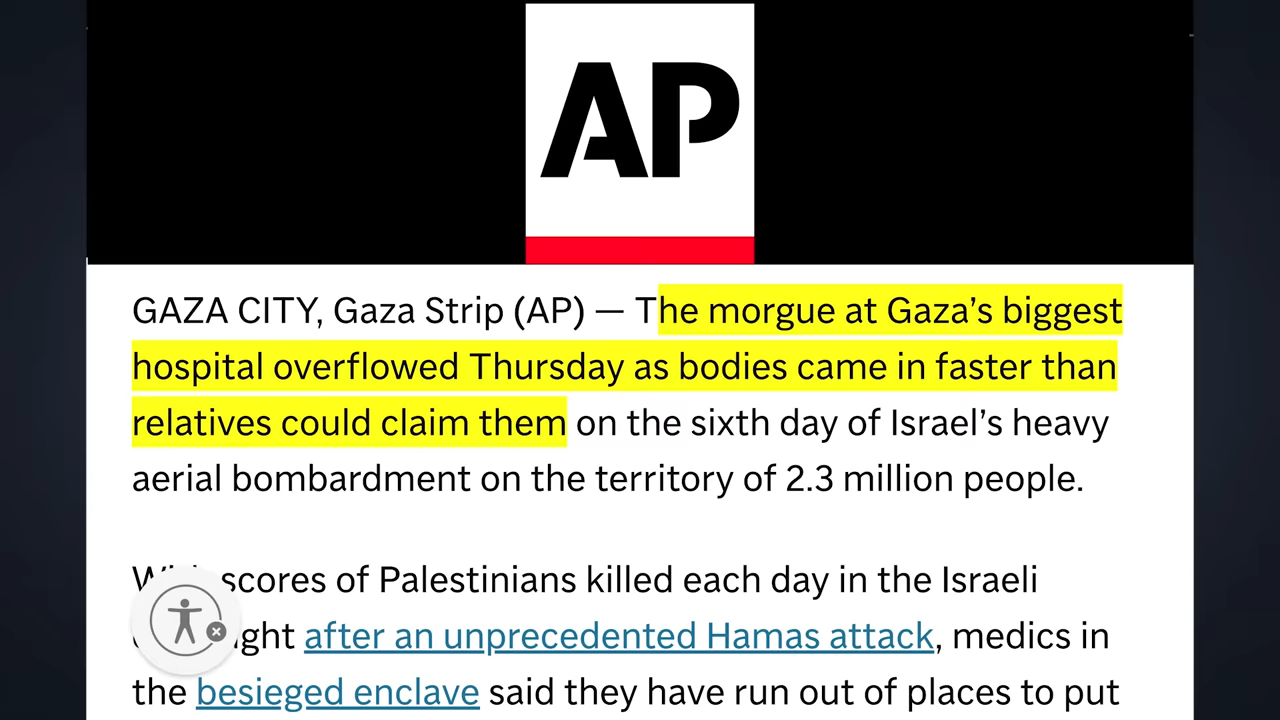 AP
GAZA CITY, Gaza Strip (AP) — The morgue at Gaza’s biggest
hospital overflowed Thursday as bodies came in faster than
relatives could claim them on the sixth day of Israel’s heavy
aerial bombardment on the territory of 2.3 million people.
scores of Palestinians killed each day in the Israeli
after an unprecedented Hamas attack, medics in
the besieged enclave said they have run out of places to put